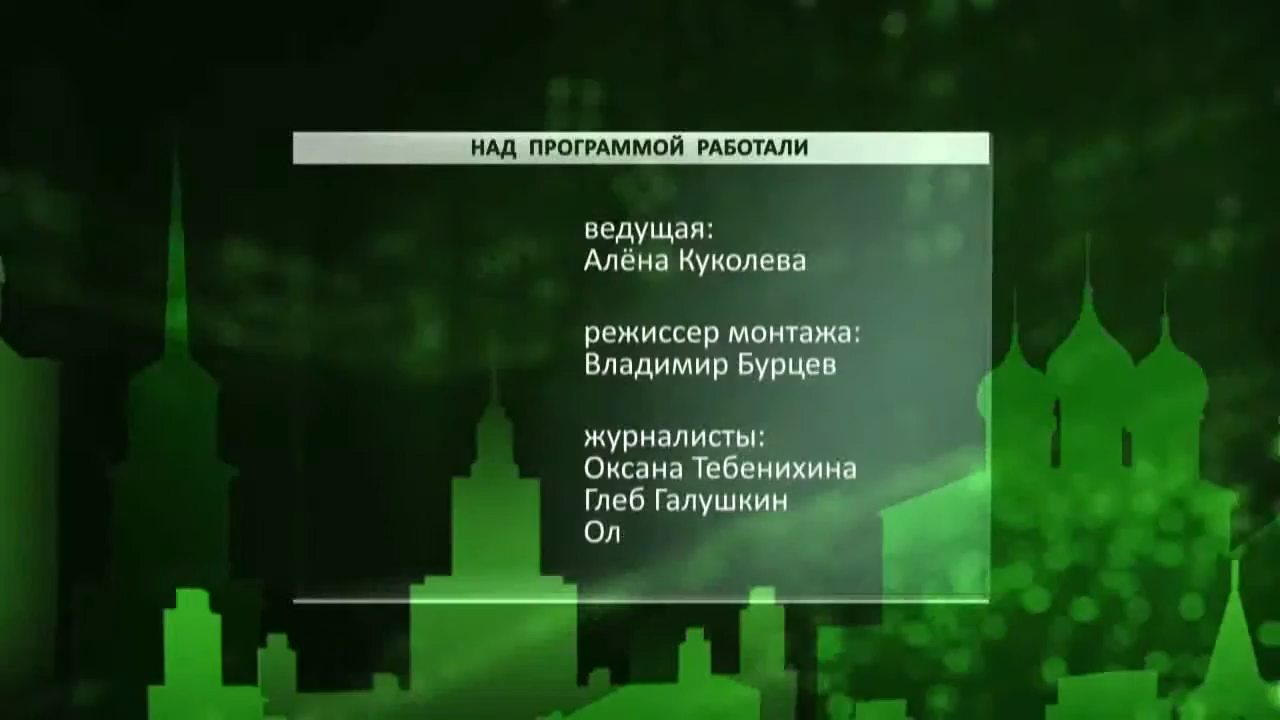 НАД ПРОГРАММОЙ РАБОТАЛИ
ведущая:
Алёна Куколева
режиссер монтажа:
Владимир Бурцев
журналисты:
Оксана Тебенихина
Глеб Галушкин
Ол